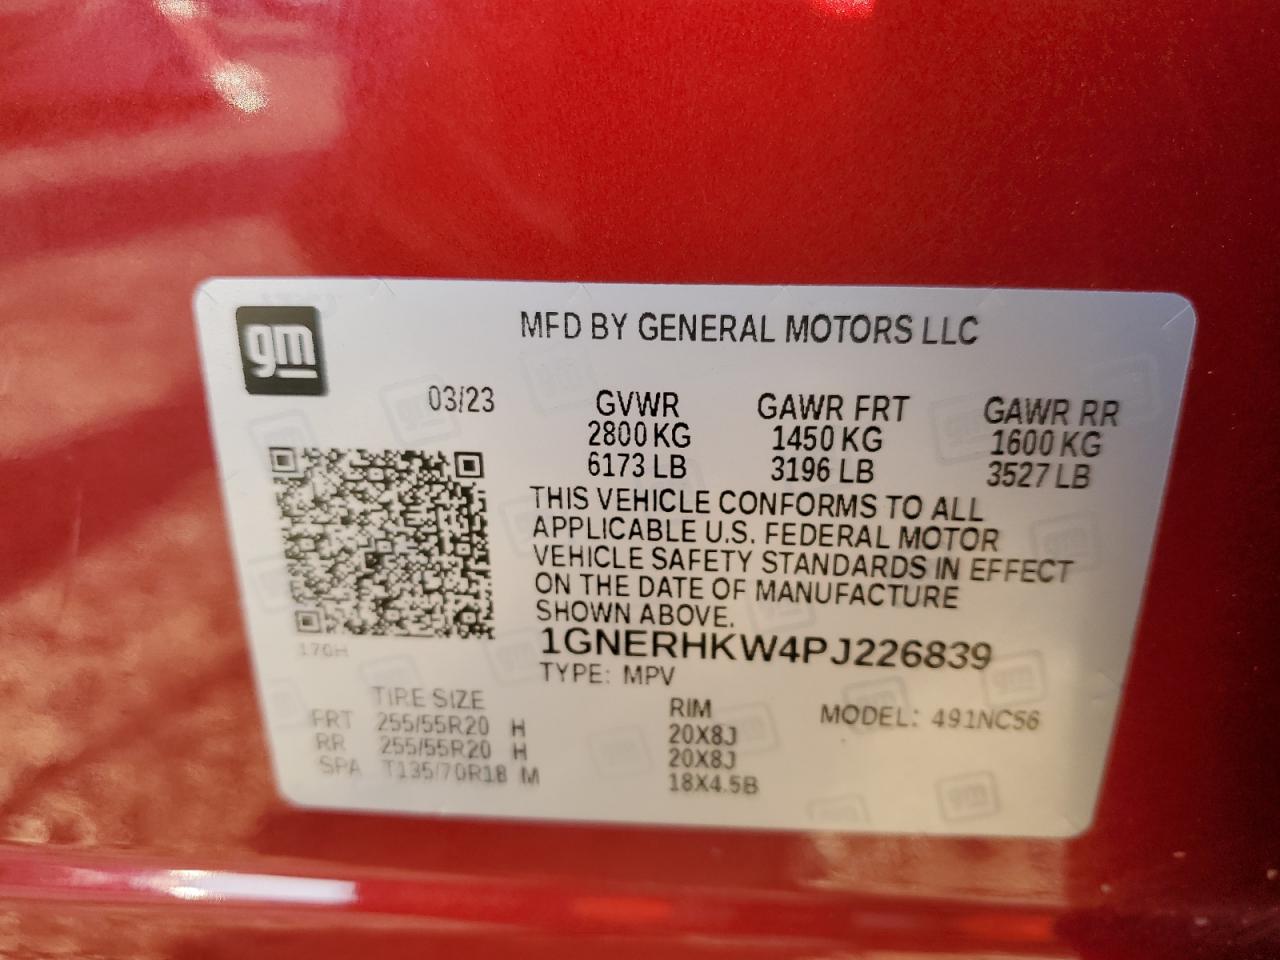 gm
MFD BY GENERAL MOTORS LLC
03/23 GVWR GAWR FRT GAWR RR
2800 KG 1450 KG 1600 KG
6173 LB 3196 LB 3527 LB
THIS VEHICLE CONFORMS TO ALL
APPLICABLE U.S. FEDERAL MOTOR
VEHICLE SAFETY STANDARDS IN EFFECT
ON THE DATE OF MANUFACTURE
SHOWN ABOVE.
170H
1GNERHKW4PJ226839
TYPE: MPV
TIRE SIZE RIM MODEL: 491NC56
FRT 255/55R20 H 20X8J
RR 255/55R20 H 20X8J
SPA T135/70R18 M 18X4.5B